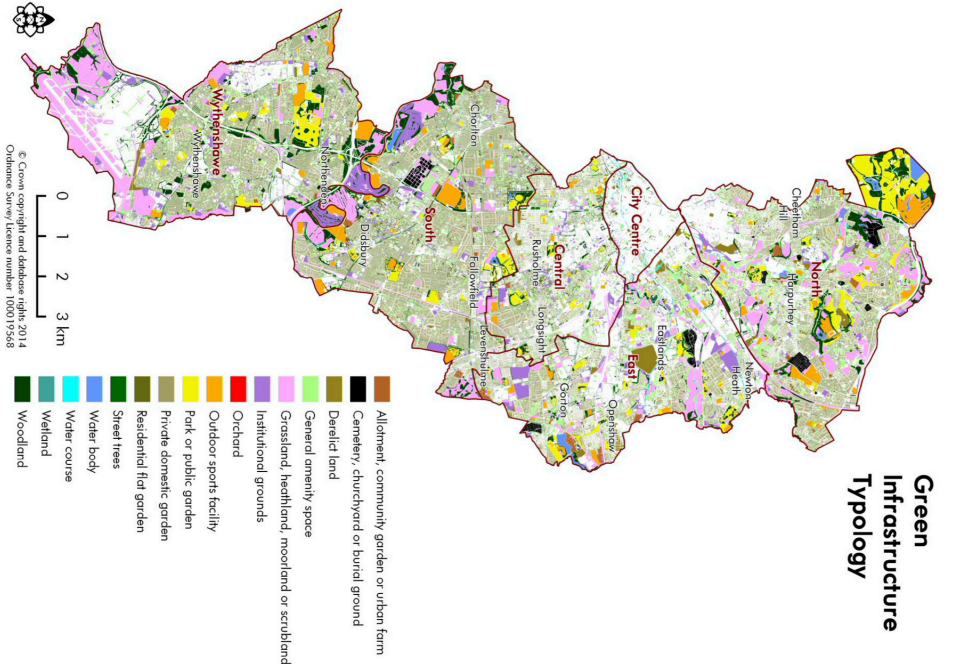 Green
Infrastructure
Typology
North
Cheetham
Hill
Harpurhey
Newton
Heath
City Centre
Eastlands
East
Openshaw
Central
Rusholme
Longsight
Gorton
Chorlton
Fallowfield
Levenshulme
South
Didsbury
Northenden
Wythenshawe
Wythenshawe
Allotment, community garden or urban farm
Cemetery, churchyard or burial ground
Derelict land
General amenity space
Grassland, heathland, moorland or scrubland
Institutional grounds
Orchard
Outdoor sports facility
Park or public garden
Private domestic garden
Residential flat garden
Street trees
Water body
Water course
Wetland
Woodland
0 1 2 3 km
© Crown copyright and database rights 2014
Ordnance Survey Licence number 100019568